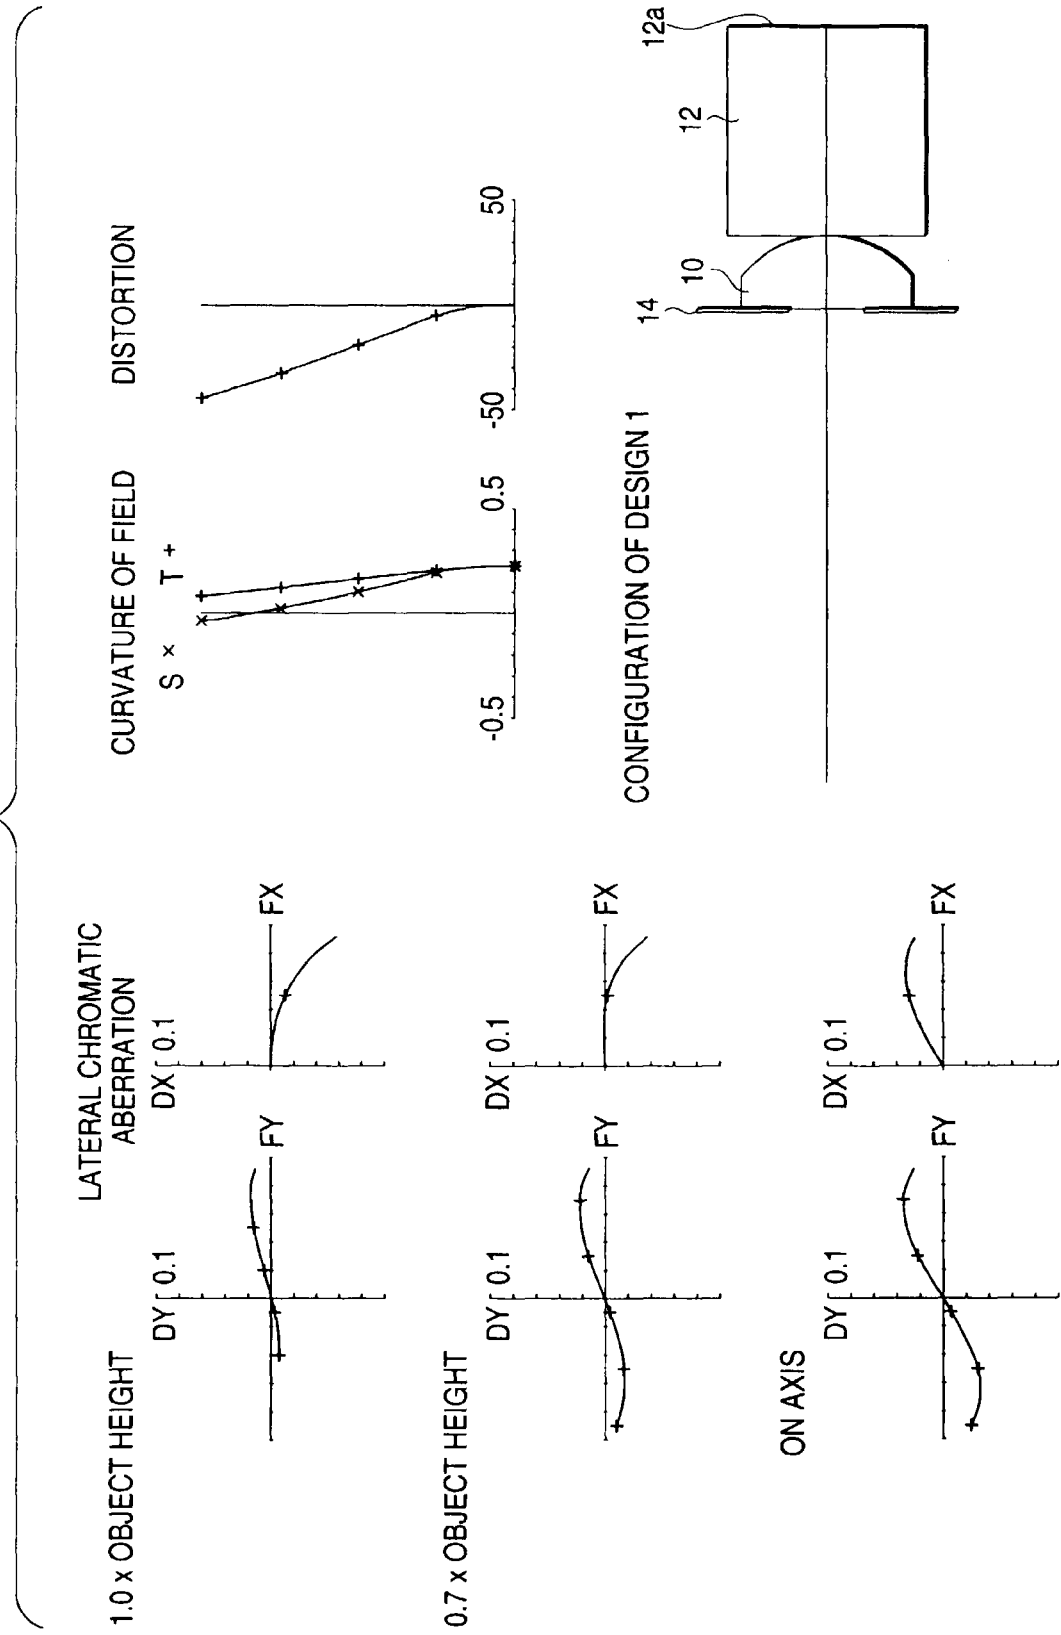 LATERAL CHROMATIC
ABERRATION
1.0 x OBJECT HEIGHT
DY 0.1
FY
DX 0.1
FX
0.7 x OBJECT HEIGHT
DY 0.1
FY
DX 0.1
FX
ON AXIS
DY 0.1
FY
DX 0.1
FX
CURVATURE OF FIELD
S × T +
-0.5 0.5
DISTORTION
-50 50
CONFIGURATION OF DESIGN 1
14
10
12
12a